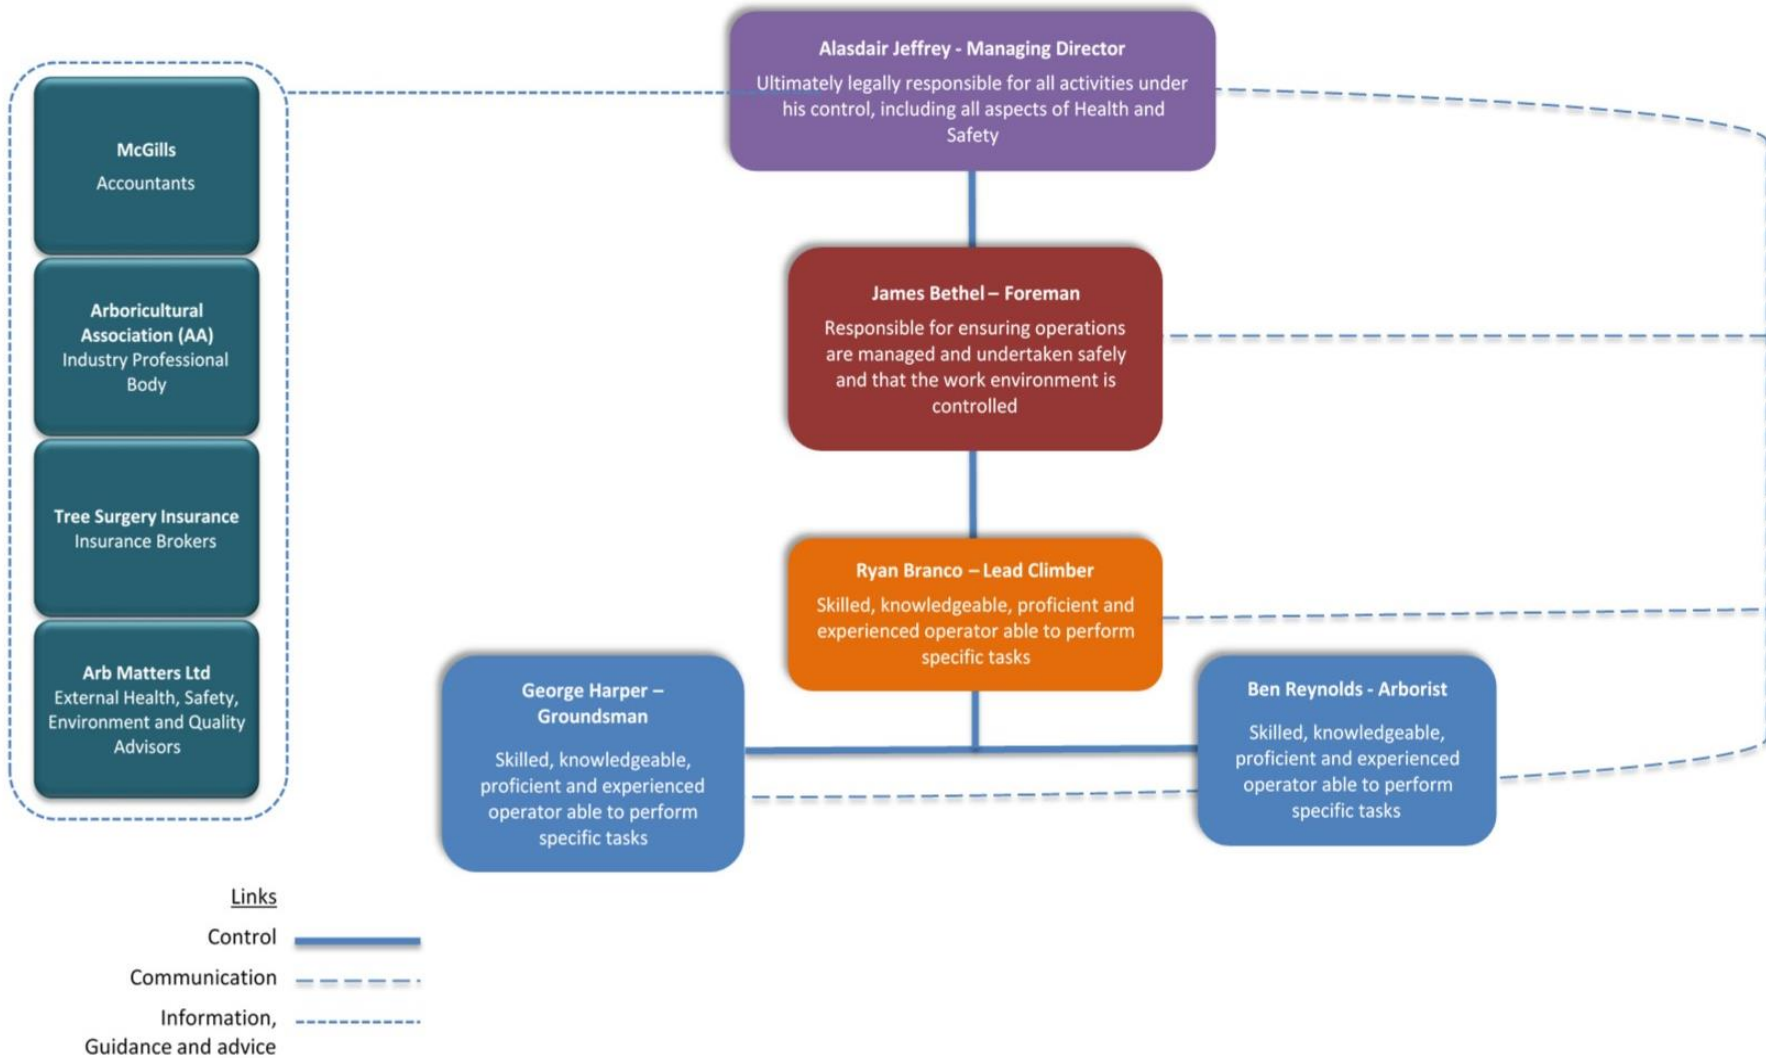 Alasdair Jeffrey - Managing Director
Ultimately legally responsible for all activities under
his control, including all aspects of Health and
Safety
McGills
Accountants
Arboricultural
Association (AA)
Industry Professional
Body
Tree Surgery Insurance
Insurance Brokers
Arb Matters Ltd
External Health, Safety,
Environment and Quality
Advisors
James Bethel – Foreman
Responsible for ensuring operations
are managed and undertaken safely
and that the work environment is
controlled
Ryan Branco – Lead Climber
Skilled, knowledgeable, proficient and
experienced operator able to perform
specific tasks
George Harper –
Groundsman
Skilled, knowledgeable,
proficient and experienced
operator able to perform
specific tasks
Ben Reynolds - Arborist
Skilled, knowledgeable,
proficient and experienced
operator able to perform
specific tasks
Links
Control
Communication
Information,
Guidance and advice